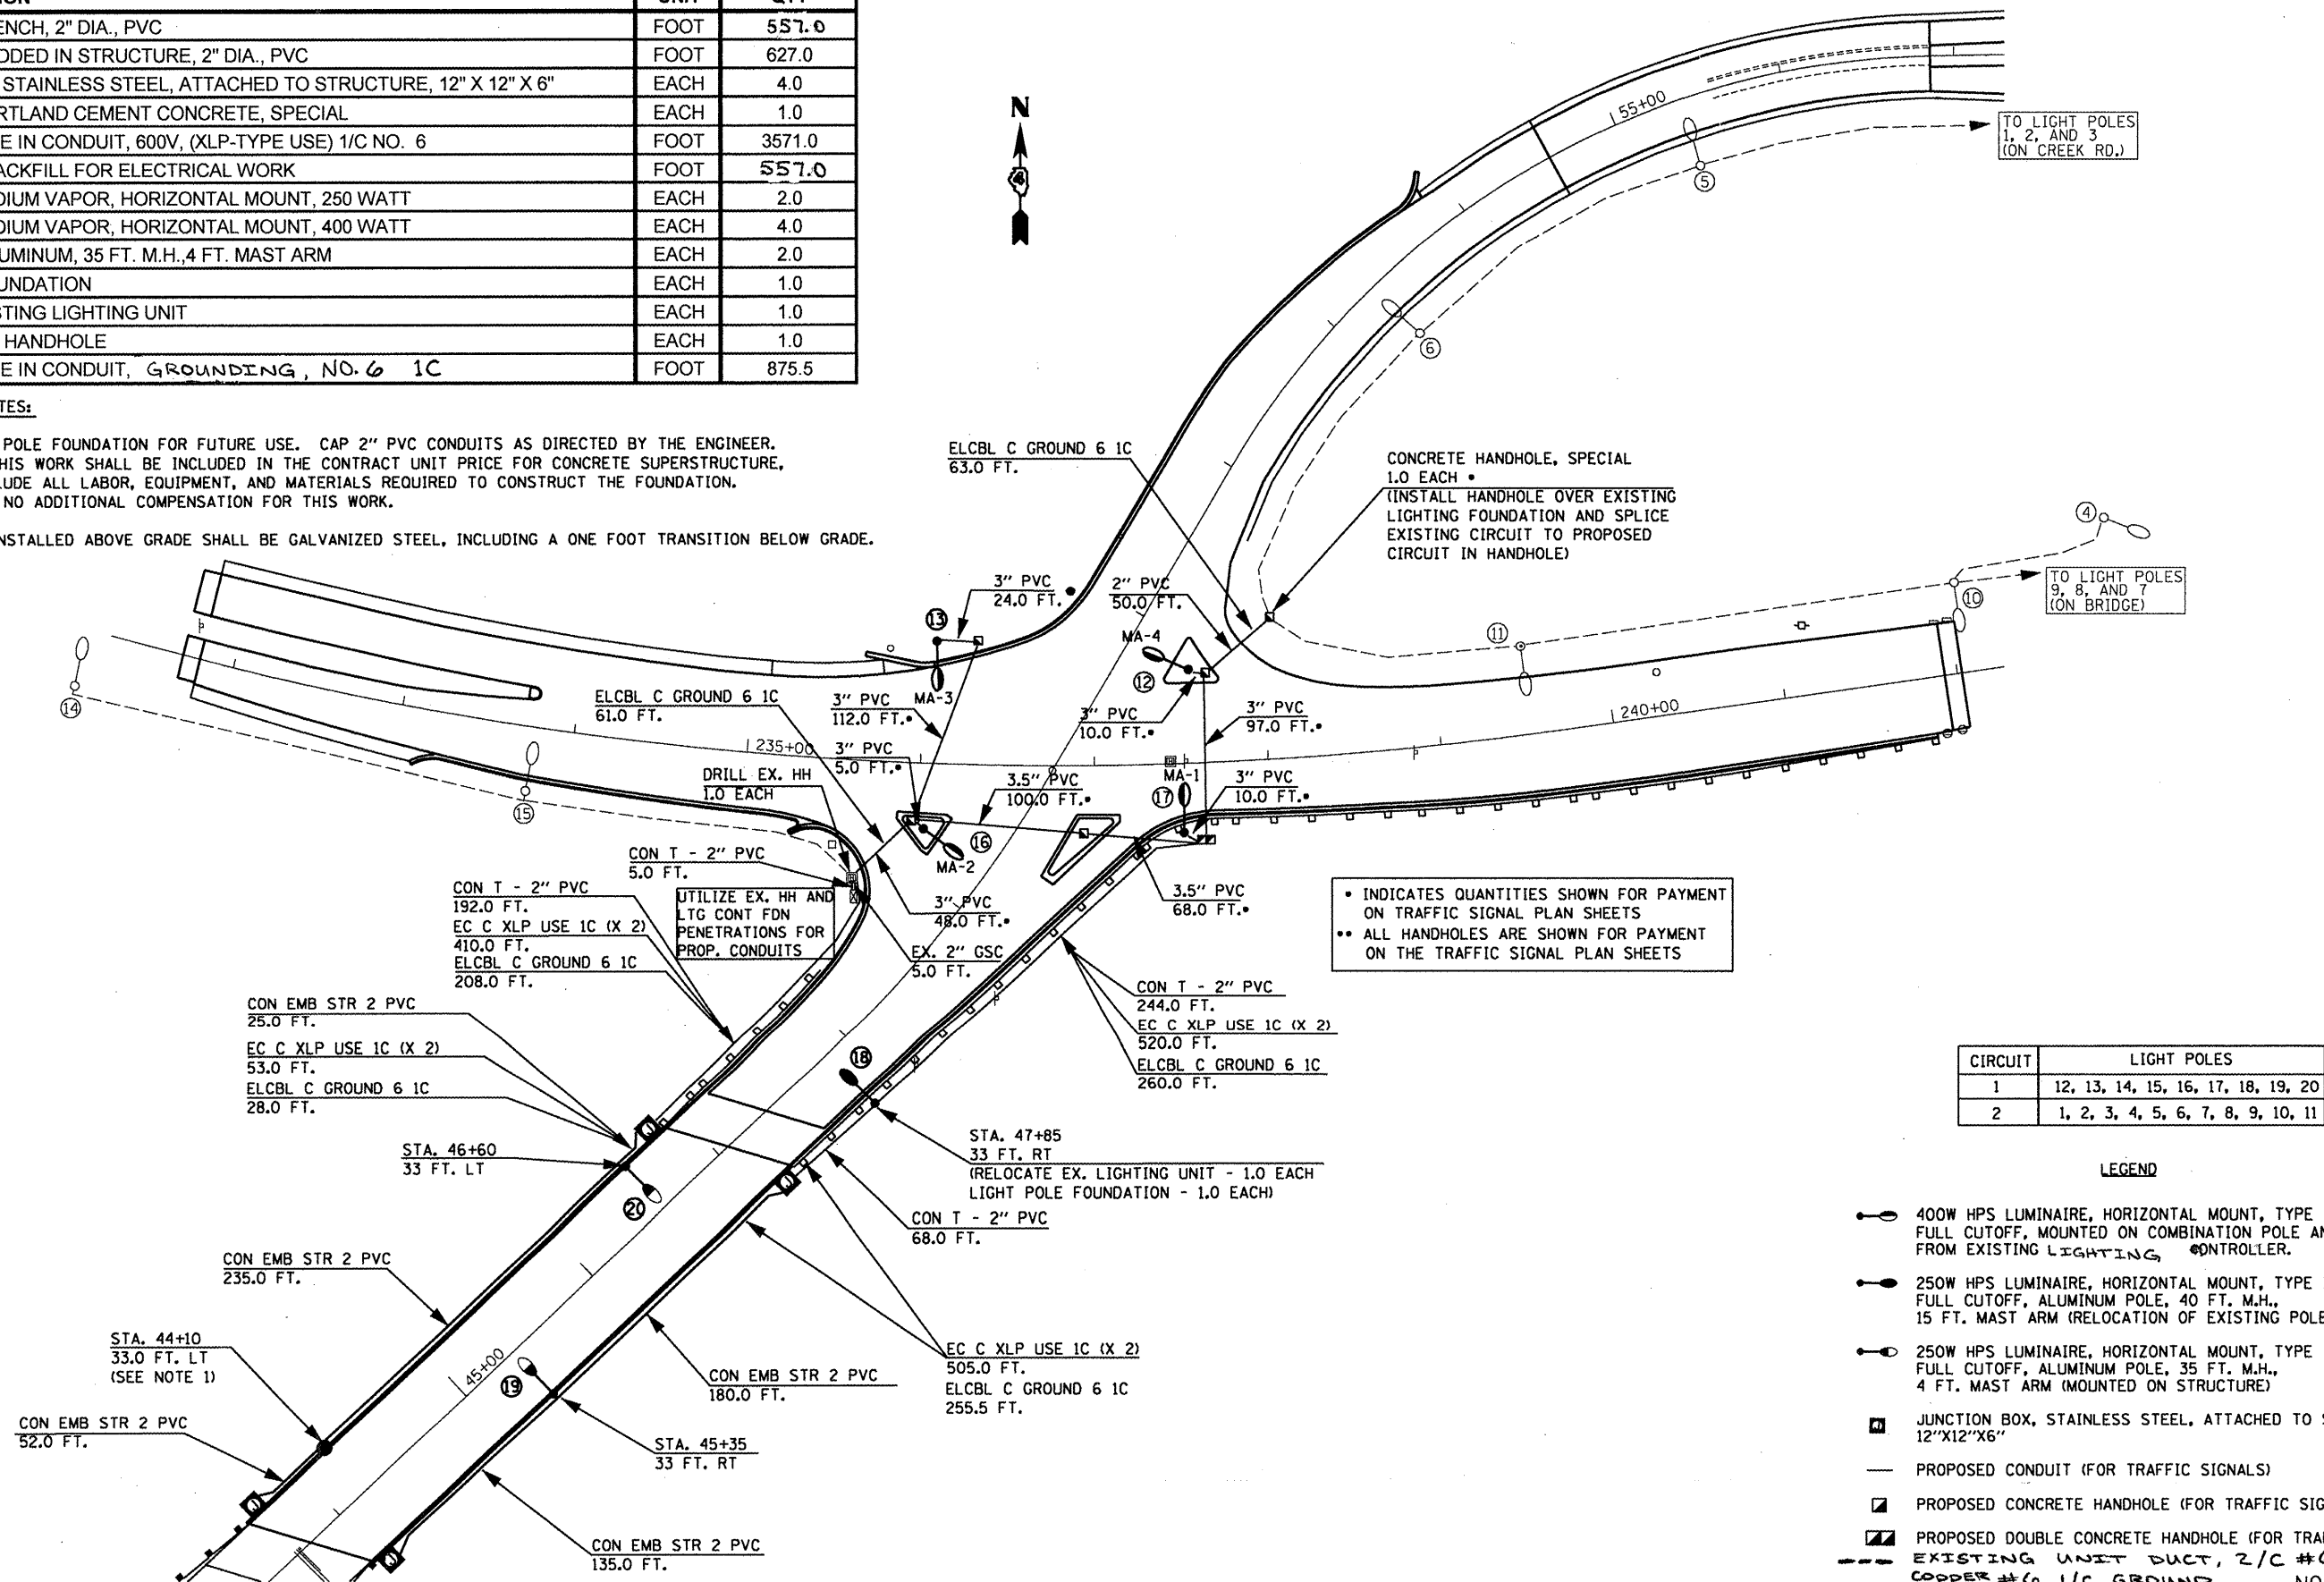 UNIT QTY
ENCH, 2" DIA., PVC FOOT 557.0
DDED IN STRUCTURE, 2" DIA., PVC FOOT 627.0
STAINLESS STEEL, ATTACHED TO STRUCTURE, 12" X 12" X 6" EACH 4.0
RTLAND CEMENT CONCRETE, SPECIAL EACH 1.0
E IN CONDUIT, 600V, (XLP-TYPE USE) 1/C NO. 6 FOOT 3571.0
ACKFILL FOR ELECTRICAL WORK FOOT 557.0
DIUM VAPOR, HORIZONTAL MOUNT, 250 WATT EACH 2.0
DIUM VAPOR, HORIZONTAL MOUNT, 400 WATT EACH 4.0
UMINUM, 35 FT. M.H.,4 FT. MAST ARM EACH 2.0
UNDATION EACH 1.0
STING LIGHTING UNIT EACH 1.0
HANDHOLE EACH 1.0
E IN CONDUIT, GROUNDING, NO. 6 1C FOOT 875.5
TES:
POLE FOUNDATION FOR FUTURE USE. CAP 2" PVC CONDUITS AS DIRECTED BY THE ENGINEER.
HIS WORK SHALL BE INCLUDED IN THE CONTRACT UNIT PRICE FOR CONCRETE SUPERSTRUCTURE,
LUDE ALL LABOR, EQUIPMENT, AND MATERIALS REQUIRED TO CONSTRUCT THE FOUNDATION.
NO ADDITIONAL COMPENSATION FOR THIS WORK.
NSTALLED ABOVE GRADE SHALL BE GALVANIZED STEEL, INCLUDING A ONE FOOT TRANSITION BELOW GRADE.
N
4
55+00
TO LIGHT POLES
1, 2, AND 3
(ON CREEK RD.)
5
6
ELCBL C GROUND 6 1C
63.0 FT.
CONCRETE HANDHOLE, SPECIAL
1.0 EACH •
(INSTALL HANDHOLE OVER EXISTING
LIGHTING FOUNDATION AND SPLICE
EXISTING CIRCUIT TO PROPOSED
CIRCUIT IN HANDHOLE)
4
TO LIGHT POLES
9, 8, AND 7
(ON BRIDGE)
10
11
3" PVC
24.0 FT.•
2" PVC
50.0 FT.
13
MA-4
12
MA-3
14
ELCBL C GROUND 6 1C
61.0 FT.
3" PVC
112.0 FT.•
3" PVC
10.0 FT.•
3" PVC
97.0 FT.•
240+00
235+00
3" PVC
5.0 FT.•
DRILL EX. HH
1.0 EACH
3.5" PVC
100.0 FT.•
MA-1
17
3" PVC
10.0 FT.•
15
16
MA-2
CON T - 2" PVC
5.0 FT.
UTILIZE EX. HH AND
LTG CONT FDN
PENETRATIONS FOR
PROP. CONDUITS
3" PVC
48.0 FT.•
3.5" PVC
68.0 FT.•
EX. 2" GSC
5.0 FT.
CON T - 2" PVC
192.0 FT.
EC C XLP USE 1C (X 2)
410.0 FT.
ELCBL C GROUND 6 1C
208.0 FT.
• INDICATES QUANTITIES SHOWN FOR PAYMENT
ON TRAFFIC SIGNAL PLAN SHEETS
•• ALL HANDHOLES ARE SHOWN FOR PAYMENT
ON THE TRAFFIC SIGNAL PLAN SHEETS
CON EMB STR 2 PVC
25.0 FT.
EC C XLP USE 1C (X 2)
53.0 FT.
ELCBL C GROUND 6 1C
28.0 FT.
CON T - 2" PVC
244.0 FT.
EC C XLP USE 1C (X 2)
520.0 FT.
ELCBL C GROUND 6 1C
260.0 FT.
18
J
STA. 46+60
33 FT. LT
20
STA. 47+85
33 FT. RT
(RELOCATE EX. LIGHTING UNIT - 1.0 EACH
LIGHT POLE FOUNDATION - 1.0 EACH)
J
CON T - 2" PVC
68.0 FT.
CON EMB STR 2 PVC
235.0 FT.
STA. 44+10
33.0 FT. LT
(SEE NOTE 1)
45+00
19
CON EMB STR 2 PVC
180.0 FT.
EC C XLP USE 1C (X 2)
505.0 FT.
ELCBL C GROUND 6 1C
255.5 FT.
CON EMB STR 2 PVC
52.0 FT.
STA. 45+35
33 FT. RT
J
J
CON EMB STR 2 PVC
135.0 FT.
CIRCUIT LIGHT POLES
1 12, 13, 14, 15, 16, 17, 18, 19, 20
2 1, 2, 3, 4, 5, 6, 7, 8, 9, 10, 11
LEGEND
400W HPS LUMINAIRE, HORIZONTAL MOUNT, TYPE
FULL CUTOFF, MOUNTED ON COMBINATION POLE AN
FROM EXISTING LIGHTING CONTROLLER.
250W HPS LUMINAIRE, HORIZONTAL MOUNT, TYPE
FULL CUTOFF, ALUMINUM POLE, 40 FT. M.H.,
15 FT. MAST ARM (RELOCATION OF EXISTING POLE
250W HPS LUMINAIRE, HORIZONTAL MOUNT, TYPE
FULL CUTOFF, ALUMINUM POLE, 35 FT. M.H.,
4 FT. MAST ARM (MOUNTED ON STRUCTURE)
JUNCTION BOX, STAINLESS STEEL, ATTACHED TO S
12"X12"X6"
PROPOSED CONDUIT (FOR TRAFFIC SIGNALS)
PROPOSED CONCRETE HANDHOLE (FOR TRAFFIC SIG
PROPOSED DOUBLE CONCRETE HANDHOLE (FOR TRA
EXISTING UNIT DUCT, 2/C #6
COPPER #6 1/C GROUND